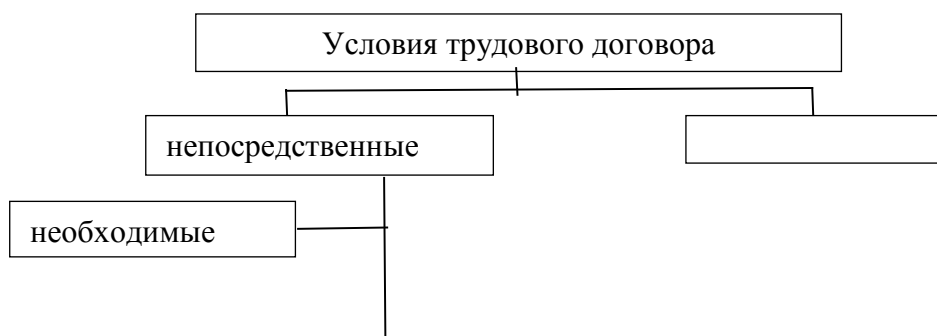 Условия трудового договора
непосредственные
необходимые